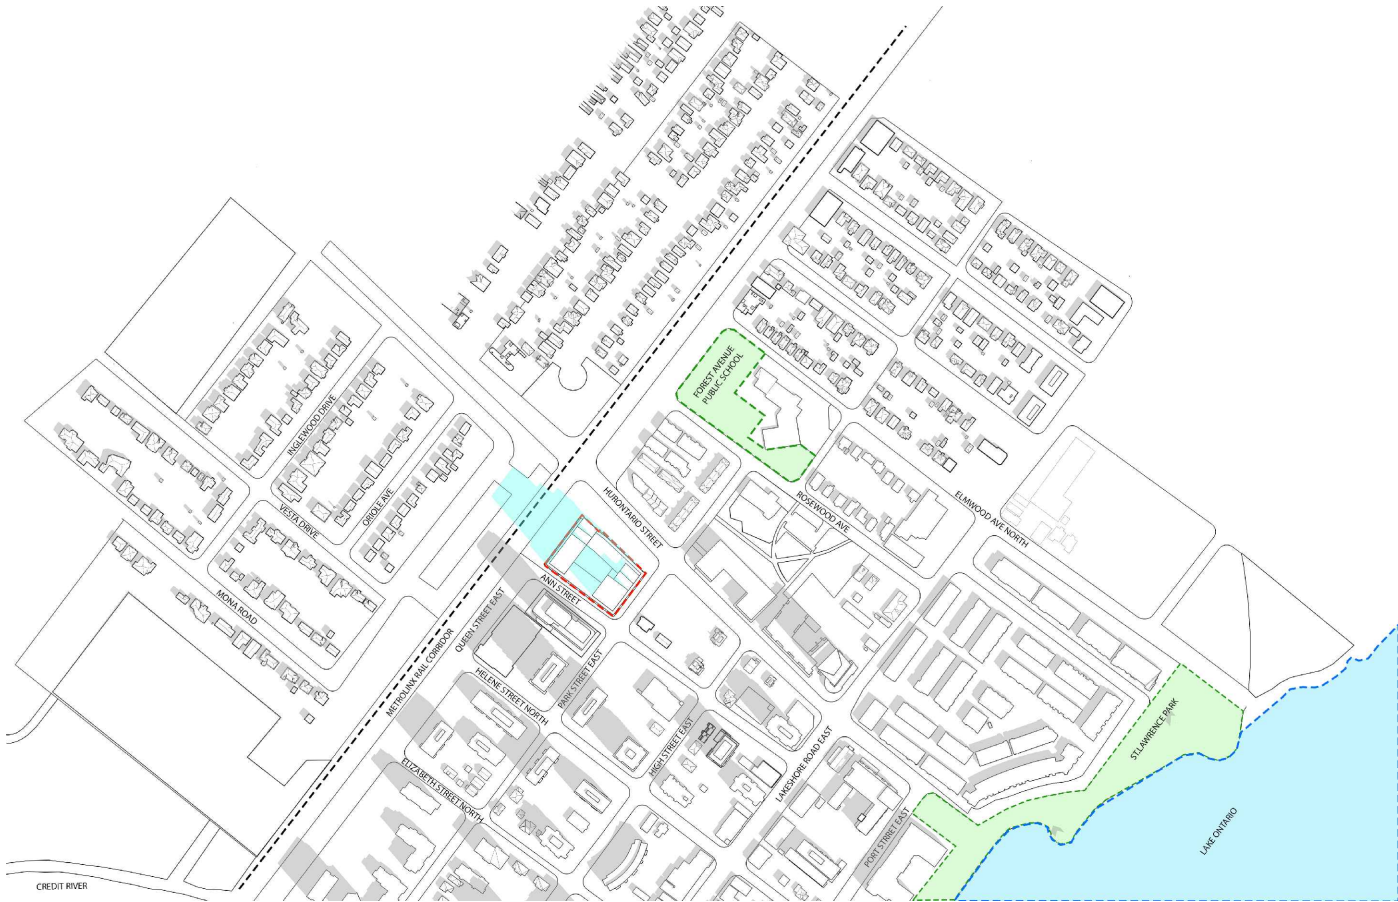 FOREST AVENUE
PUBLIC SCHOOL
INGLEWOOD DRIVE
HURONTARIO STREET
ROSEWOOD AVE
ELMWOOD AVE NORTH
ORIOLE AVE
VESTA DRIVE
MONA ROAD
ANN STREET
QUEEN STREET EAST
METROLINX RAIL CORRIDOR
PARK STREET EAST
HELENE STREET NORTH
HIGH STREET EAST
LAKESHORE ROAD EAST
ST.LAWRENCE PARK
ELIZABETH STREET NORTH
PORT STRRET EAST
LAKE ONTARIO
CREDIT RIVER